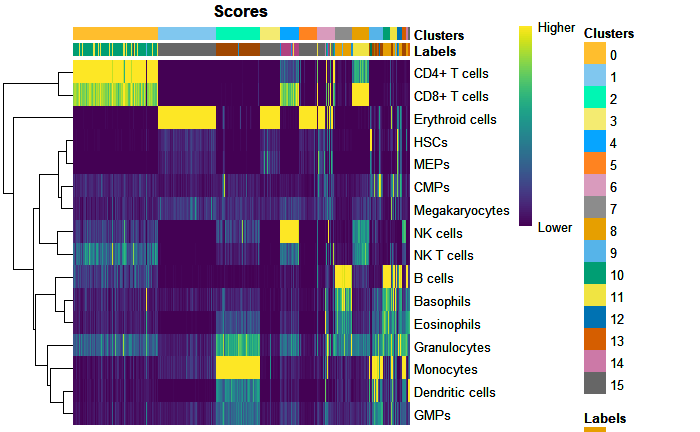 Scores
Clusters
Labels
CD4+ T cells
CD8+ T cells
Erythroid cells
HSCs
MEPs
CMPs
Megakaryocytes
NK cells
NK T cells
B cells
Basophils
Eosinophils
Granulocytes
Monocytes
Dendritic cells
GMPs
Higher
Lower
Clusters
0
1
2
3
4
5
6
7
8
9
10
11
12
13
14
15
Labels